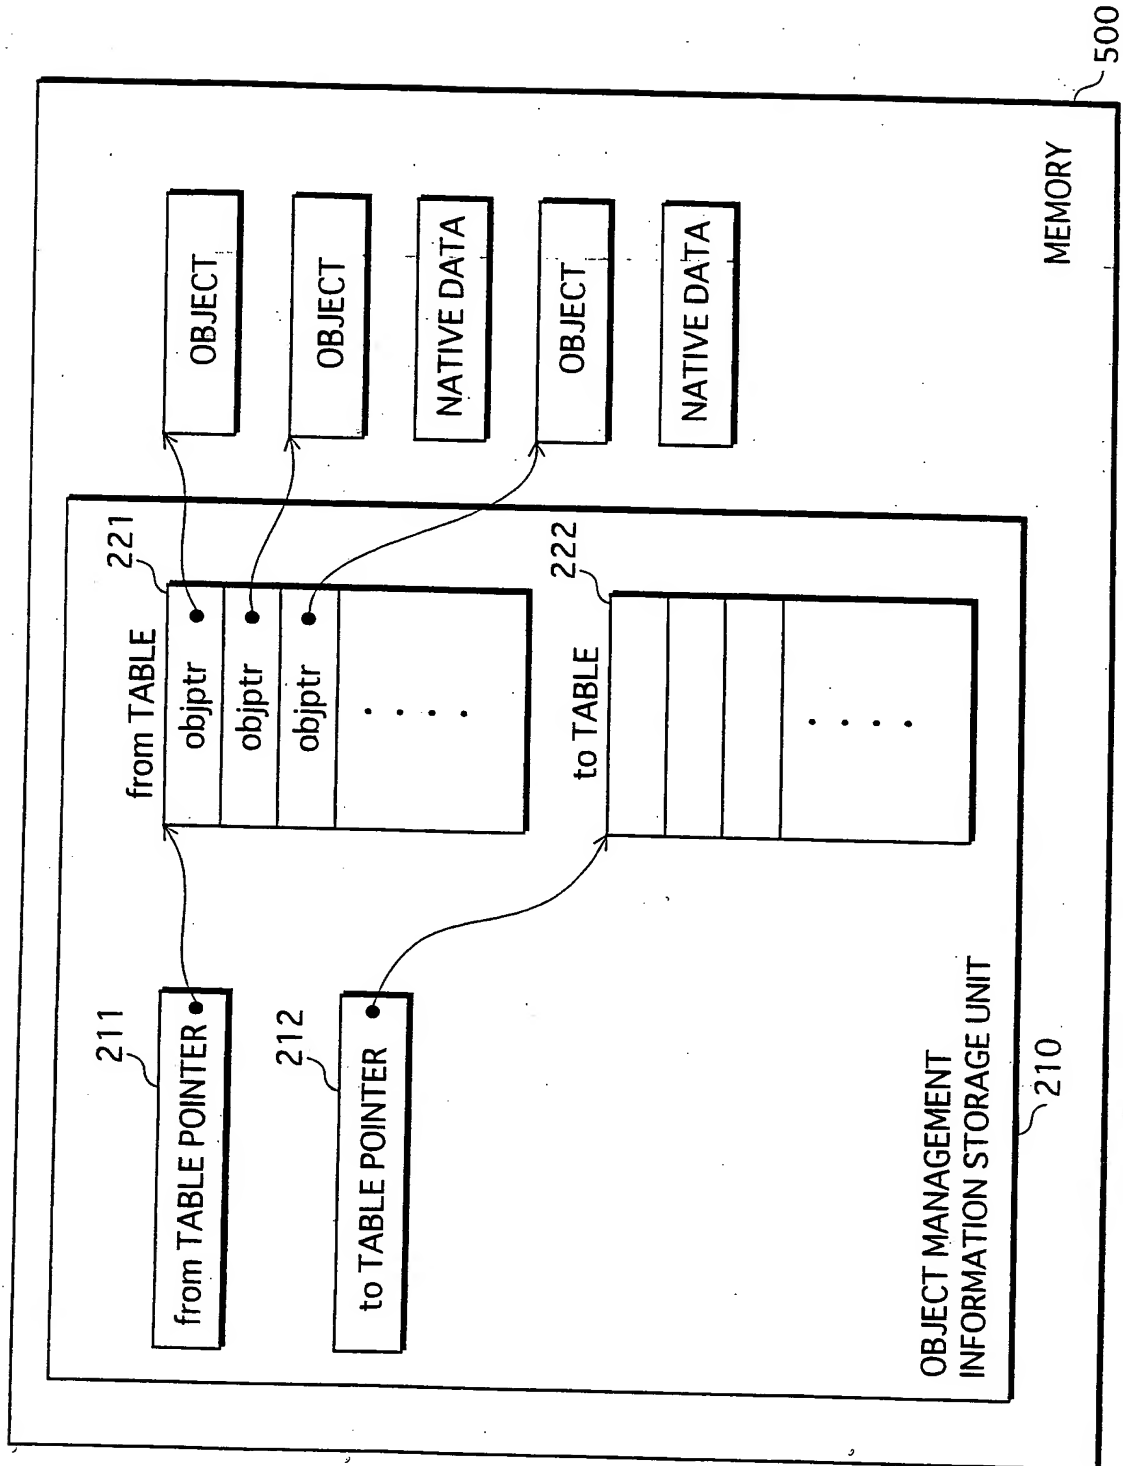 211
from TABLE POINTER
212
to TABLE POINTER
from TABLE
221
objptr
objptr
objptr
. . . .
to TABLE
222
. . . .
OBJECT MANAGEMENT
INFORMATION STORAGE UNIT
210
OBJECT
OBJECT
NATIVE DATA
OBJECT
NATIVE DATA
MEMORY
500